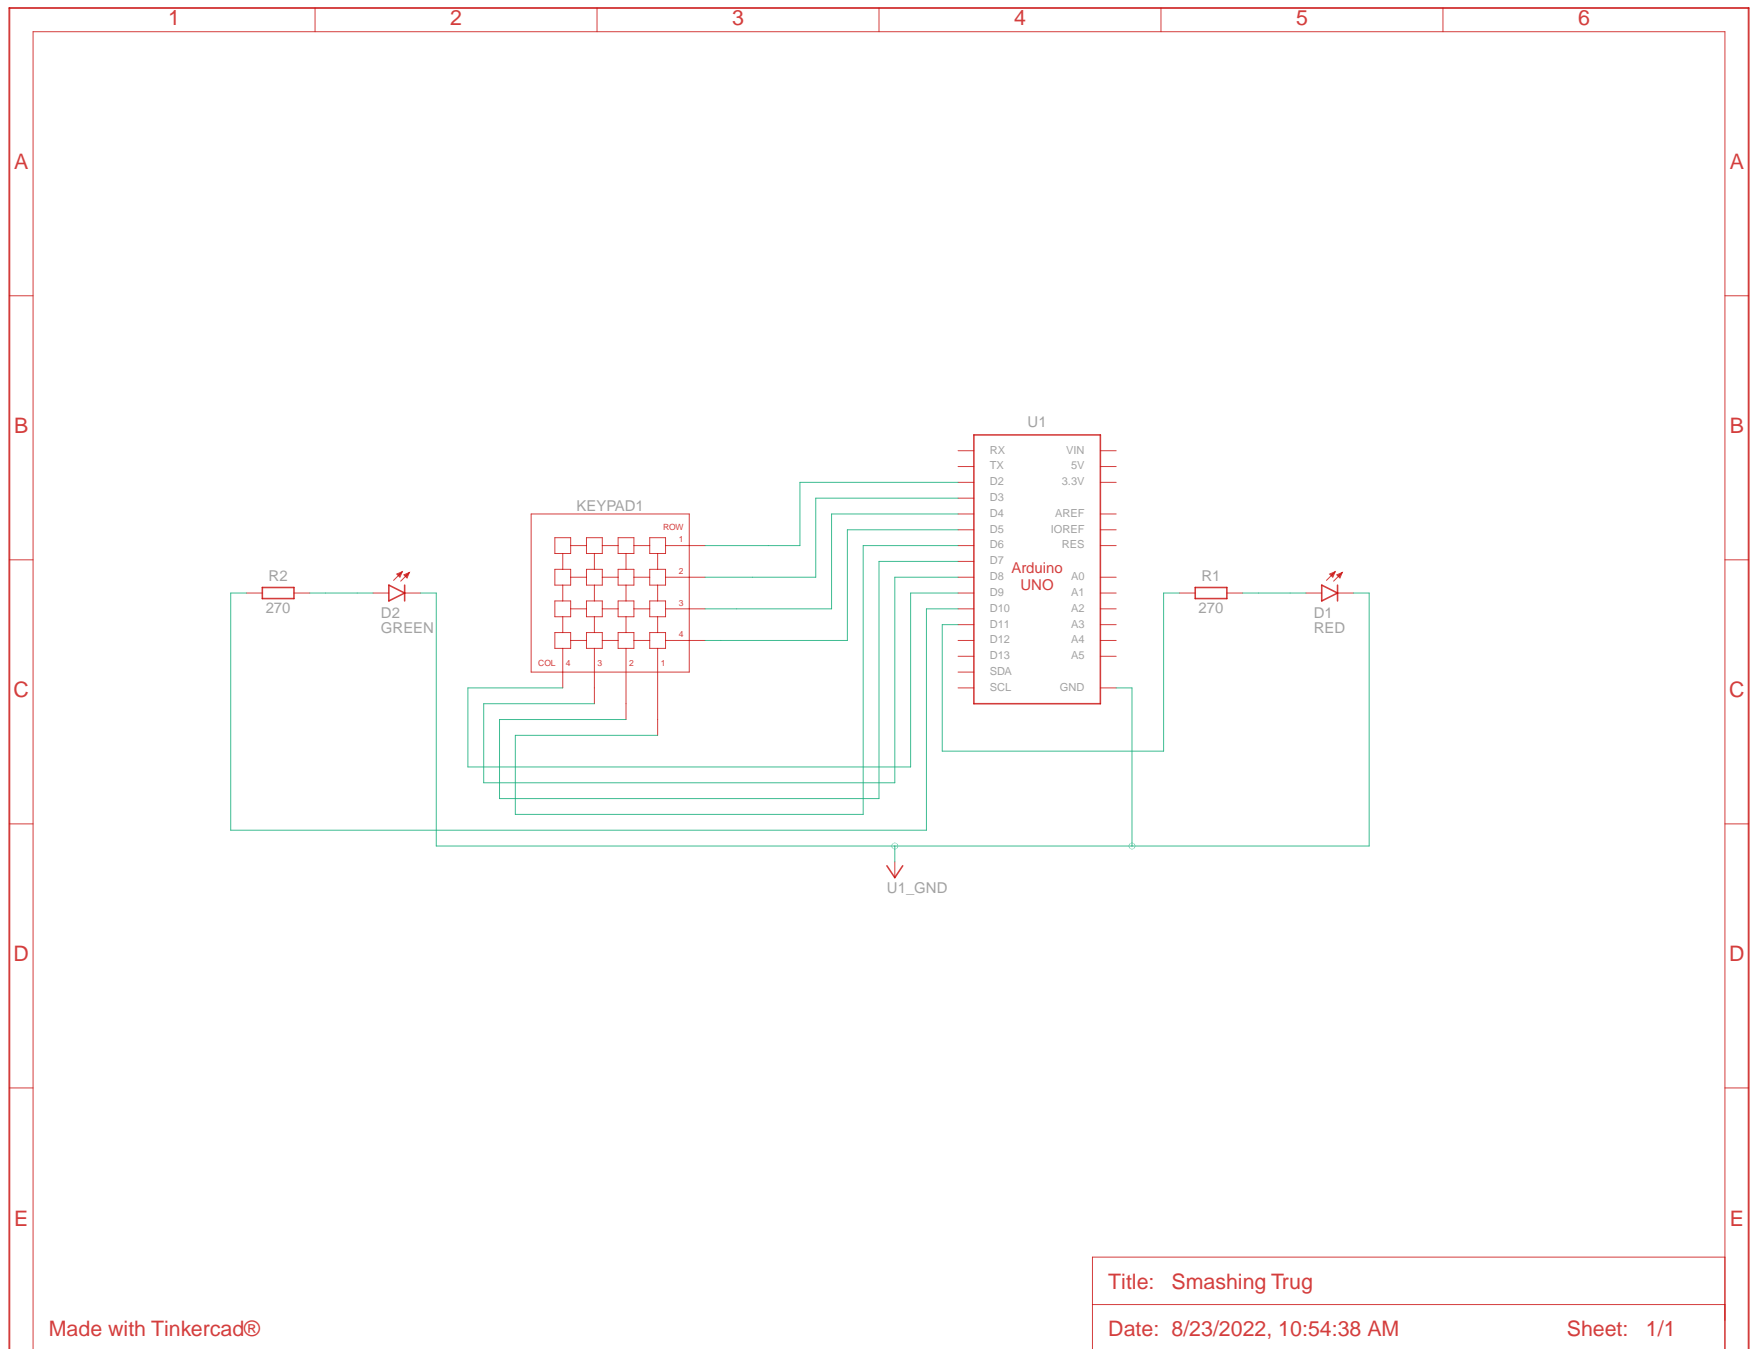 1 2 3 4 5 6
A A
B B
C C
D D
E E
U1
RX VIN
TX 5V
D2 3.3V
D3
D4 AREF
D5 IOREF
D6 RES
D7
Arduino
UNO
D8 A0
D9 A1
D10 A2
D11 A3
D12 A4
D13 A5
SDA
SCL GND
KEYPAD1
ROW
1
2
3
4
COL 4 3 2 1
R2
270
D2
GREEN
R1
270
D1
RED
U1_GND
Title: Smashing Trug
Made with Tinkercad®
Date: 8/23/2022, 10:54:38 AM Sheet: 1/1